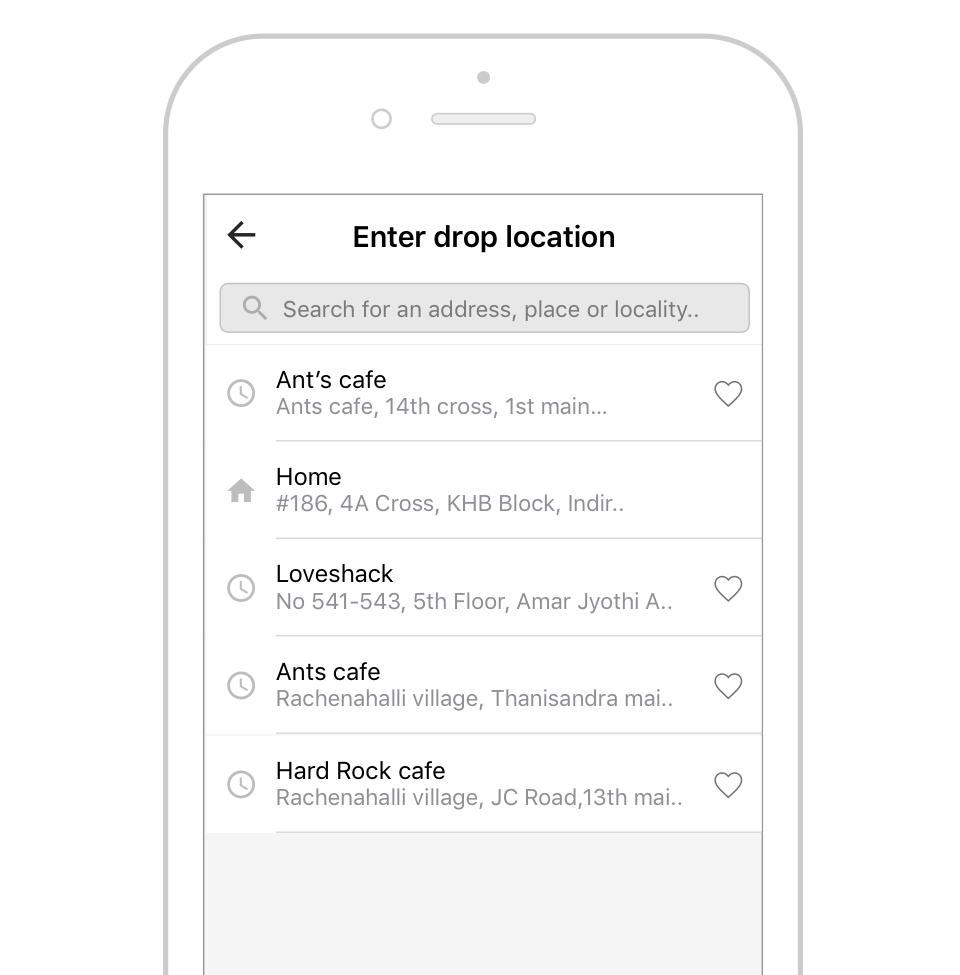 Enter drop location
Search for an address, place or locality..
Ant’s cafe
Ants cafe, 14th cross, 1st main...
Home
#186, 4A Cross, KHB Block, Indir..
Loveshack
No 541-543, 5th Floor, Amar Jyothi A..
Ants cafe
Rachenahalli village, Thanisandra mai..
Hard Rock cafe
Rachenahalli village, JC Road,13th mai..